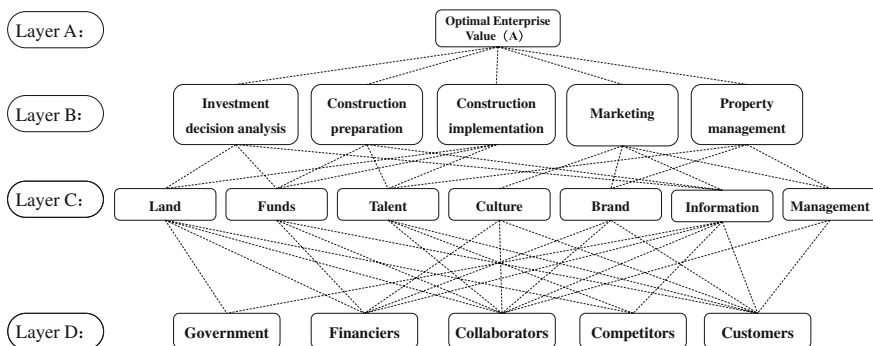 Layer A：
Optimal Enterprise
Value（A）
Layer B：
Investment
decision analysis
Construction
preparation
Construction
implementation
Marketing
Property
management
Layer C：
Land
Funds
Talent
Culture
Brand
Information
Management
Layer D：
Government
Financiers
Collaborators
Competitors
Customers